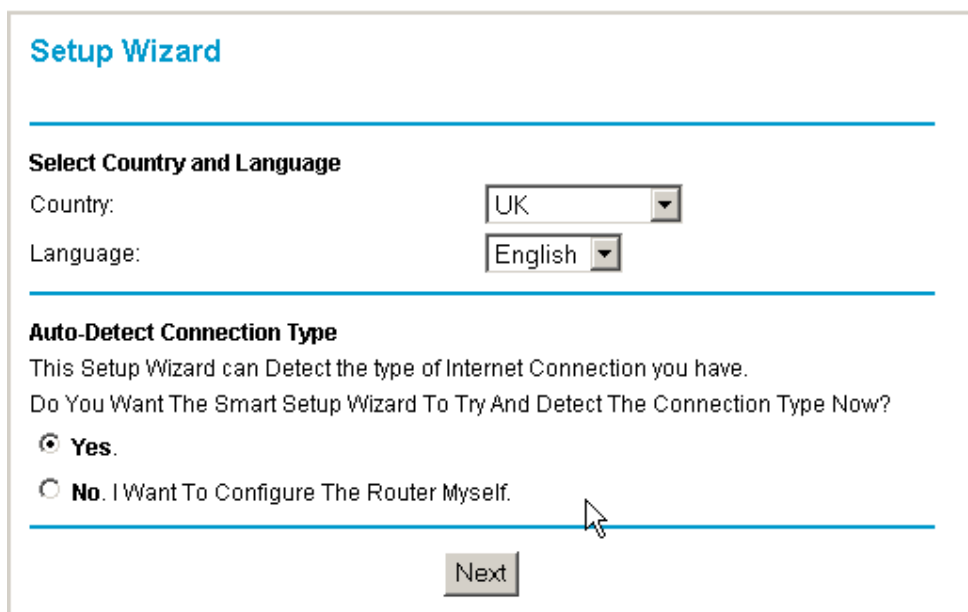 Setup Wizard
Select Country and Language
Country:
UK
Language:
English
Auto-Detect Connection Type
This Setup Wizard can Detect the type of Internet Connection you have.
Do You Want The Smart Setup Wizard To Try And Detect The Connection Type Now?
Yes.
No. I Want To Configure The Router Myself.
Next